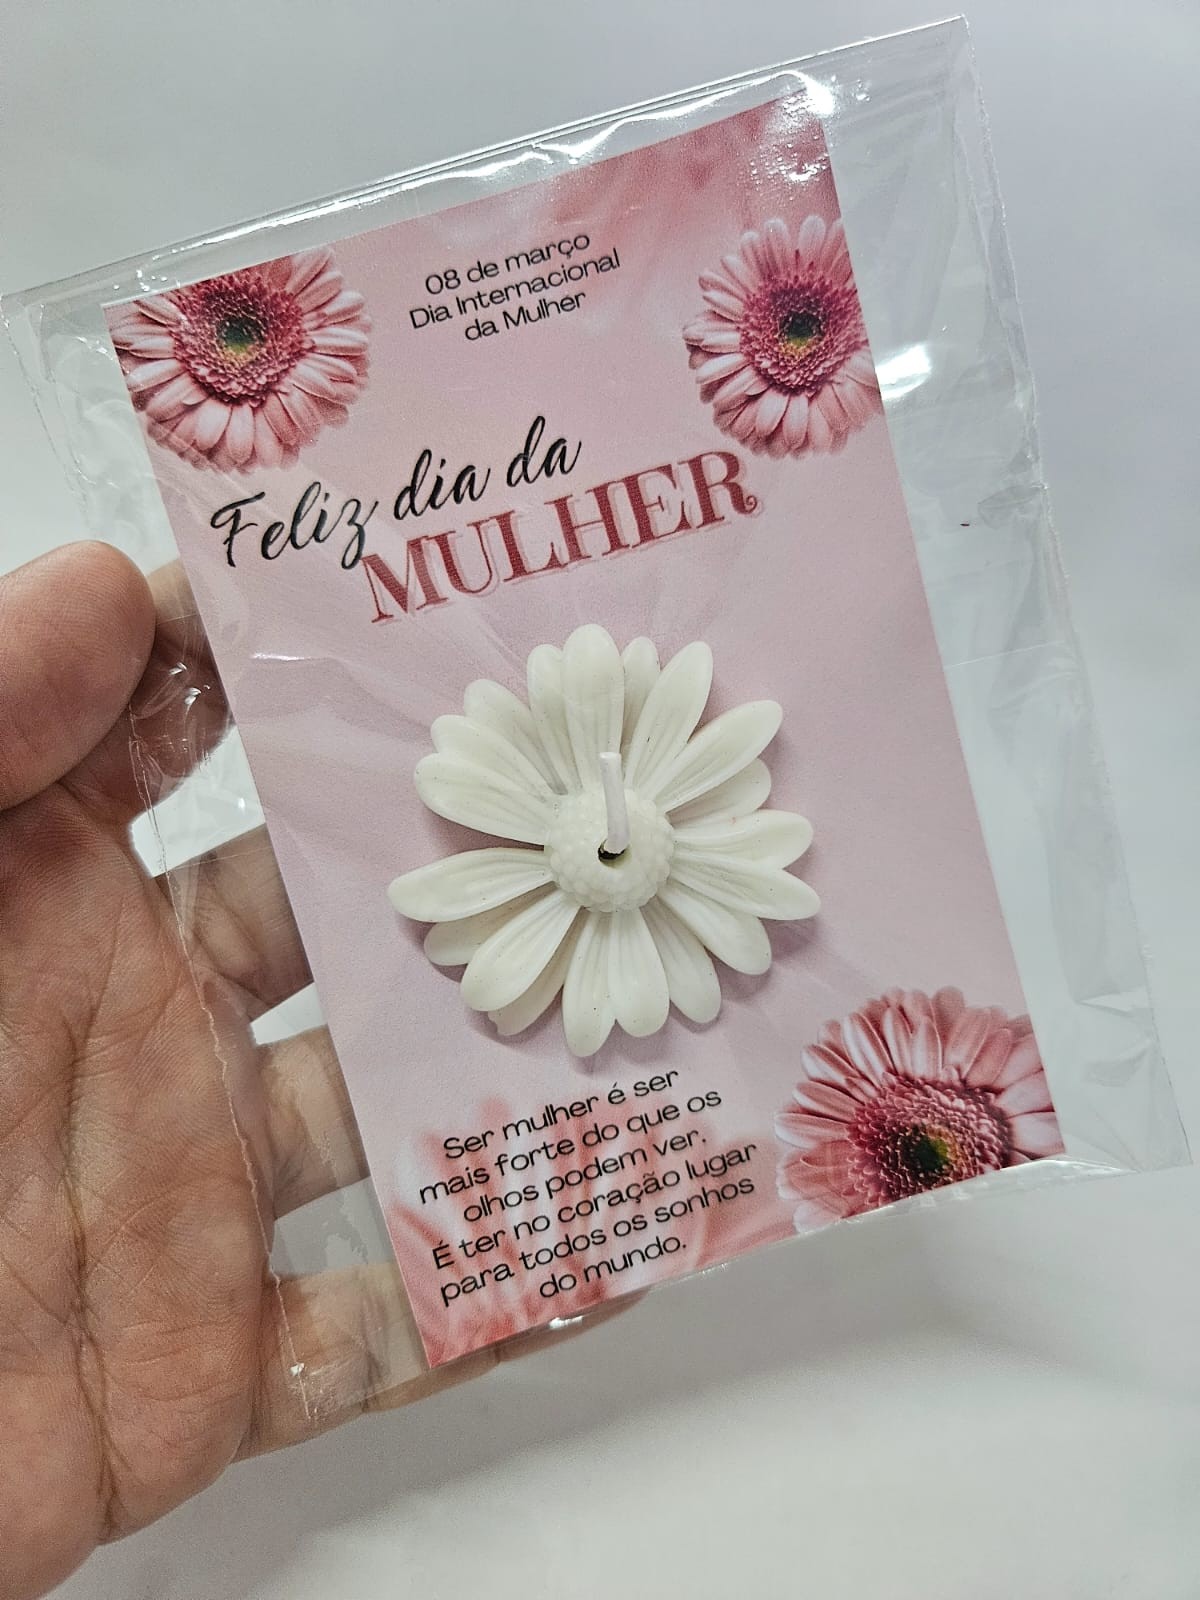 08 de março
Dia Internacional
da Mulher
Feliz dia da
MULHER
Ser mulher é ser
mais forte do que os
olhos podem ver.
É ter no coração lugar
para todos os sonhos
do mundo.